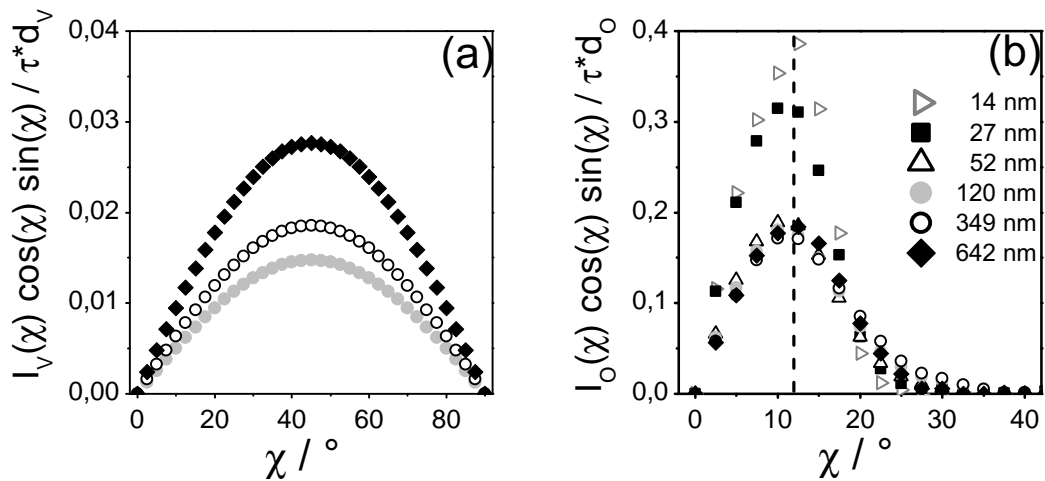 0,04
0,03
0,02
0,01
0,00
I_V(χ) cos(χ) sin(χ) / τ*d_V
(a)
0 20 40 60 80
χ / °
0,4
0,3
0,2
0,1
0,0
I_O(χ) cos(χ) sin(χ) / τ*d_O
(b)
14 nm
27 nm
52 nm
120 nm
349 nm
642 nm
0 10 20 30 40
χ / °